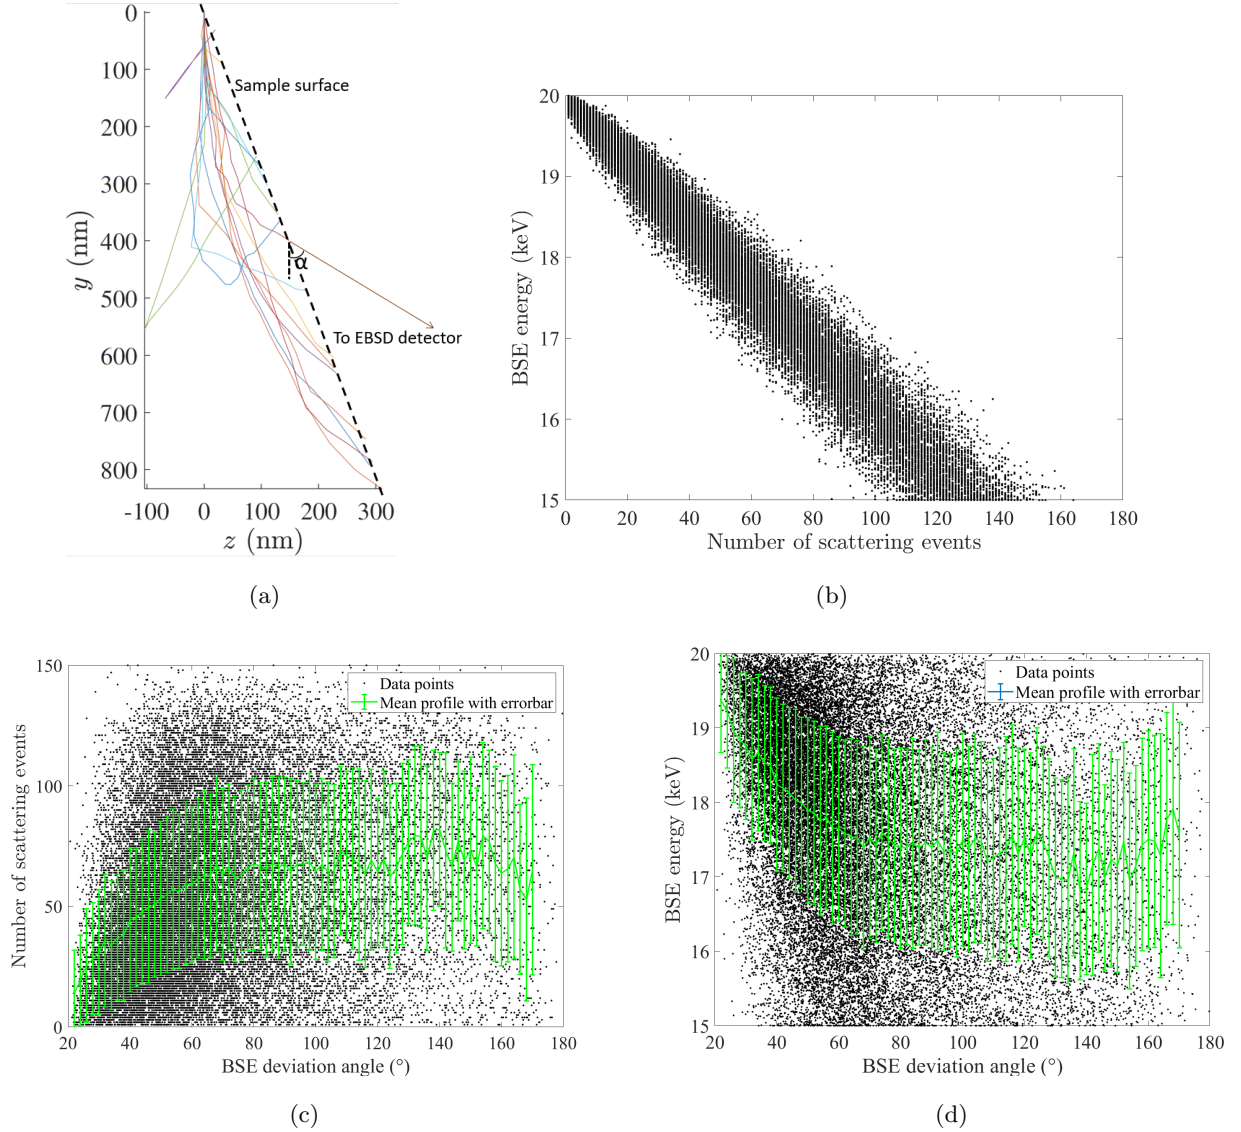 0
100
200
300
400
500
600
700
800
y (nm)
-100 0 100 200 300
z (nm)
Sample surface
α
To EBSD detector
(a)
20
19
18
17
16
15
BSE energy (keV)
0 20 40 60 80 100 120 140 160 180
Number of scattering events
(b)
150
100
50
0
Number of scattering events
Data points
Mean profile with errorbar
20 40 60 80 100 120 140 160 180
BSE deviation angle (°)
(c)
20
19
18
17
16
15
BSE energy (keV)
Data points
Mean profile with errorbar
20 40 60 80 100 120 140 160 180
BSE deviation angle (°)
(d)